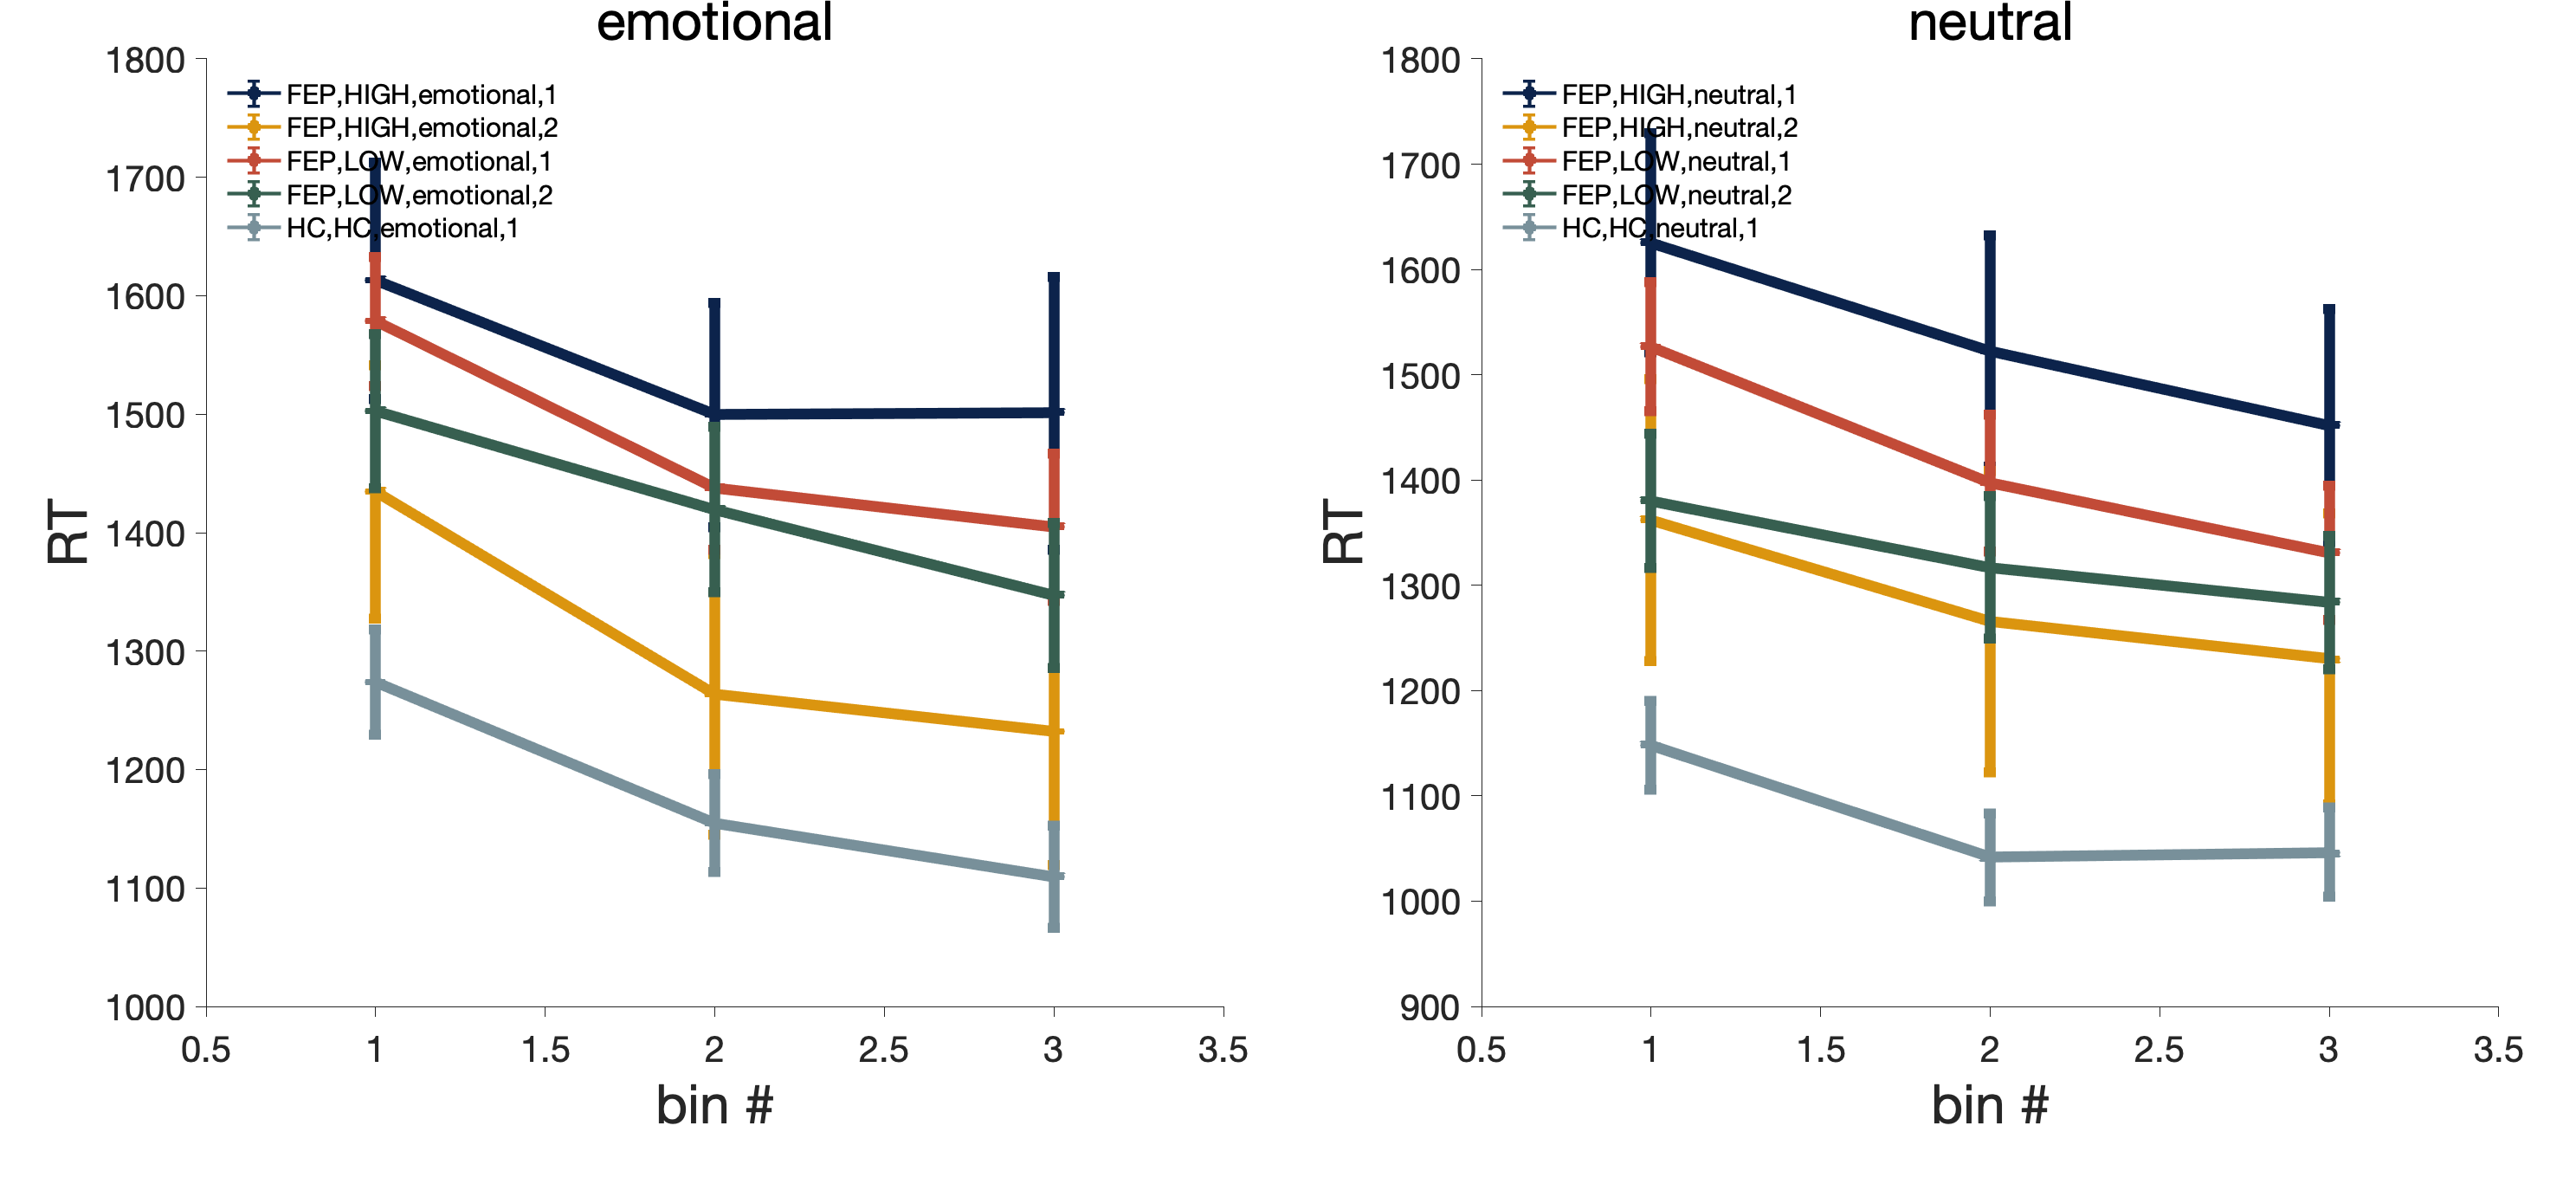 emotional
1800
1700
1600
1500
1400
1300
1200
1100
1000
RT
FEP,HIGH,emotional,1
FEP,HIGH,emotional,2
FEP,LOW,emotional,1
FEP,LOW,emotional,2
HC,HC,emotional,1
0.5 1 1.5 2 2.5 3 3.5
bin #
neutral
1800
1700
1600
1500
1400
1300
1200
1100
1000
900
RT
FEP,HIGH,neutral,1
FEP,HIGH,neutral,2
FEP,LOW,neutral,1
FEP,LOW,neutral,2
HC,HC,neutral,1
0.5 1 1.5 2 2.5 3 3.5
bin #